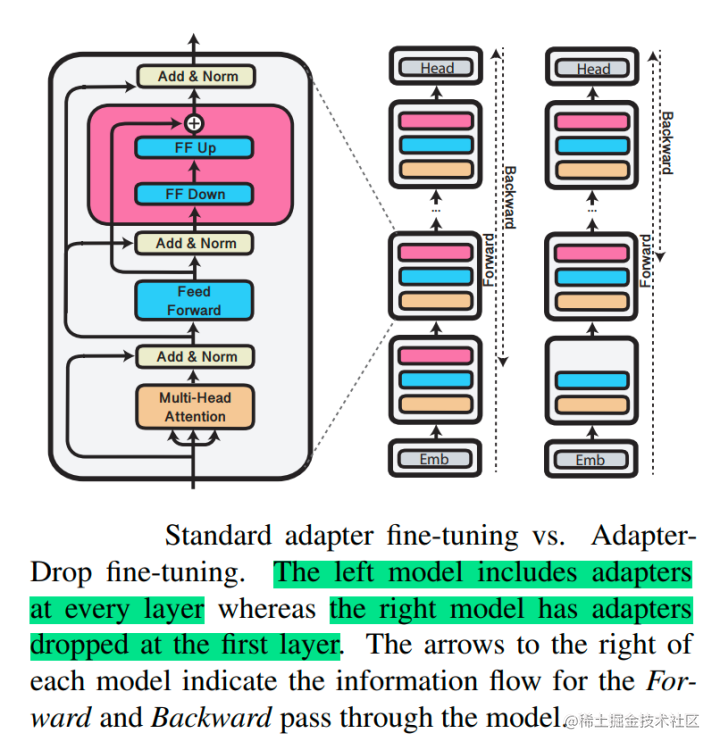 Add & Norm
FF Up
FF Down
Add & Norm
Feed
Forward
Add & Norm
Multi-Head
Attention
Head
Backward
...
Forward
Emb
Head
Backward
...
Forward
Emb
Standard adapter fine-tuning vs. Adapter-
Drop fine-tuning. The left model includes adapters
at every layer whereas the right model has adapters
dropped at the first layer. The arrows to the right of
each model indicate the information flow for the For-
ward and Backward pass through the model.
@稀土掘金技术社区